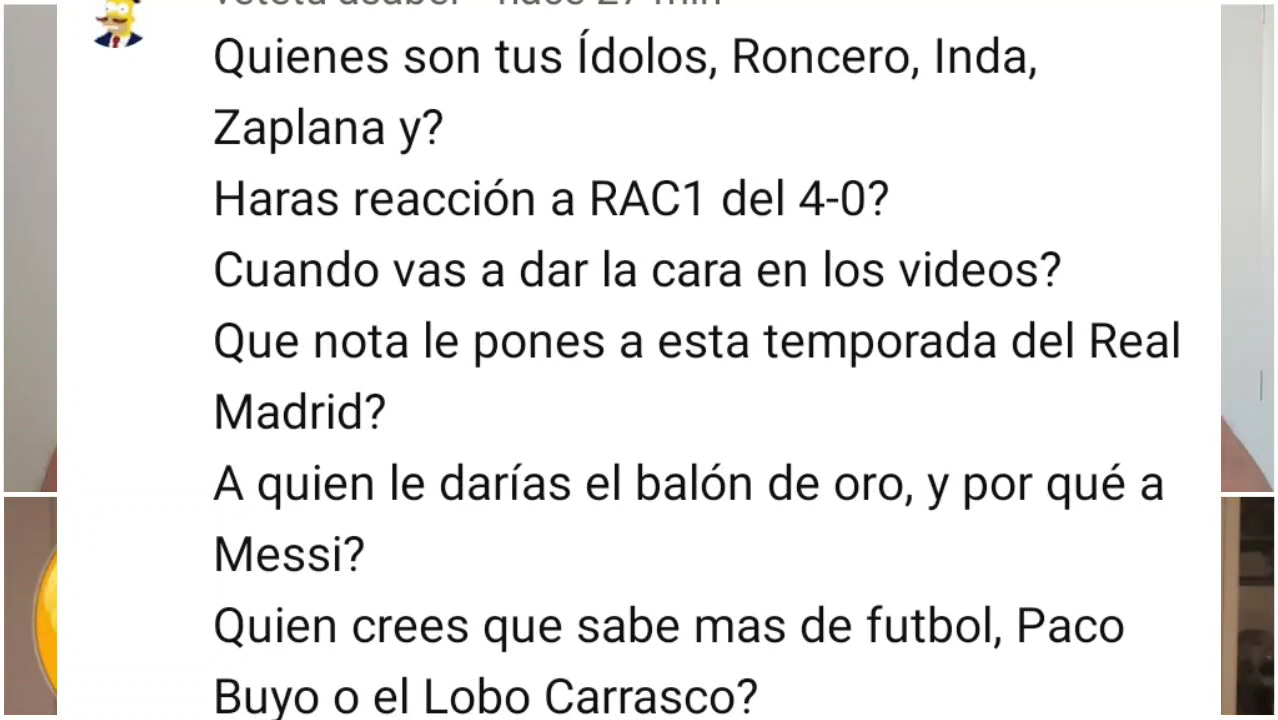 Quienes son tus Ídolos, Roncero, Inda,
Zaplana y?
Haras reacción a RAC1 del 4-0?
Cuando vas a dar la cara en los videos?
Que nota le pones a esta temporada del Real
Madrid?
A quien le darías el balón de oro, y por qué a
Messi?
Quien crees que sabe mas de futbol, Paco
Buyo o el Lobo Carrasco?